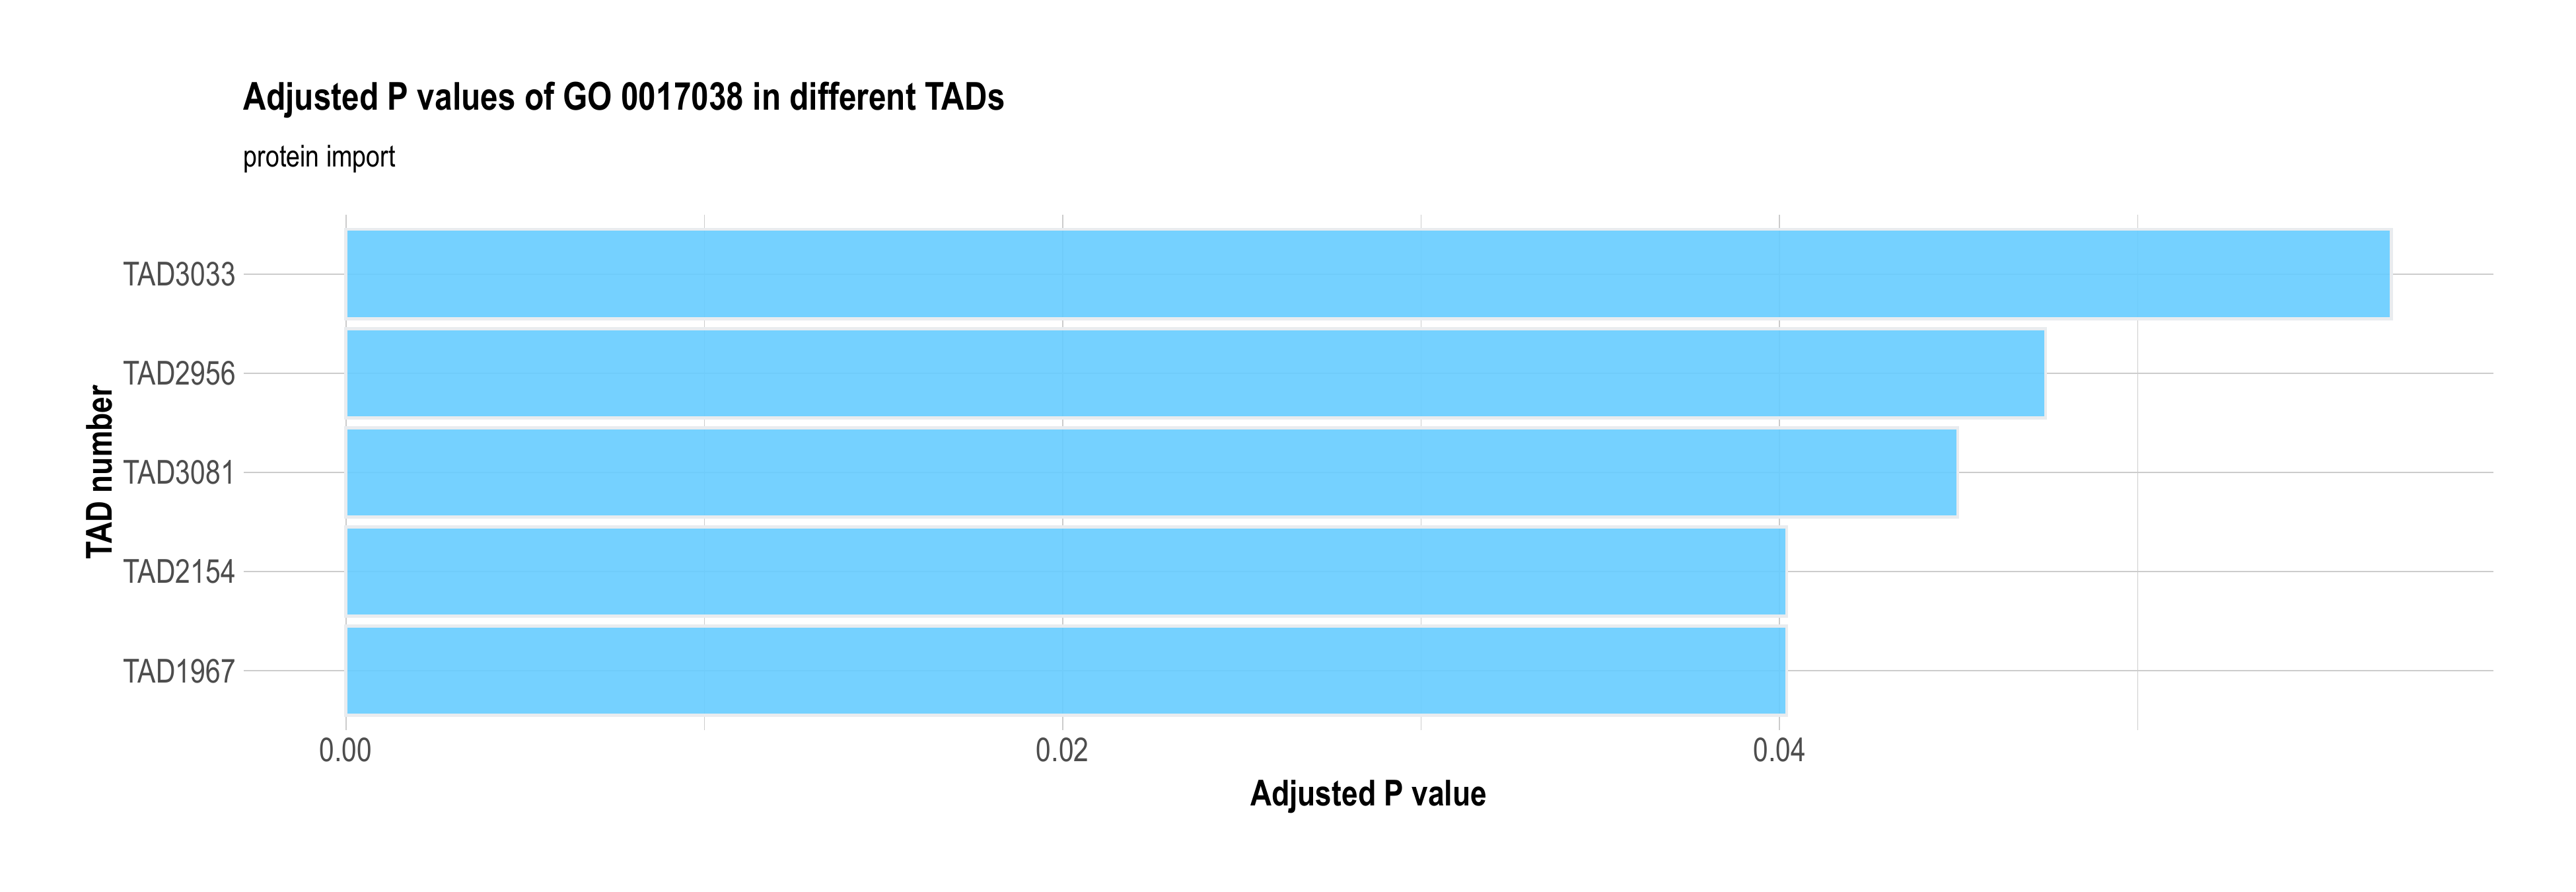 Adjusted P values of GO 0017038 in different TADs
protein import
TAD number
TAD3033
TAD2956
TAD3081
TAD2154
TAD1967
0.00 0.02 0.04
Adjusted P value